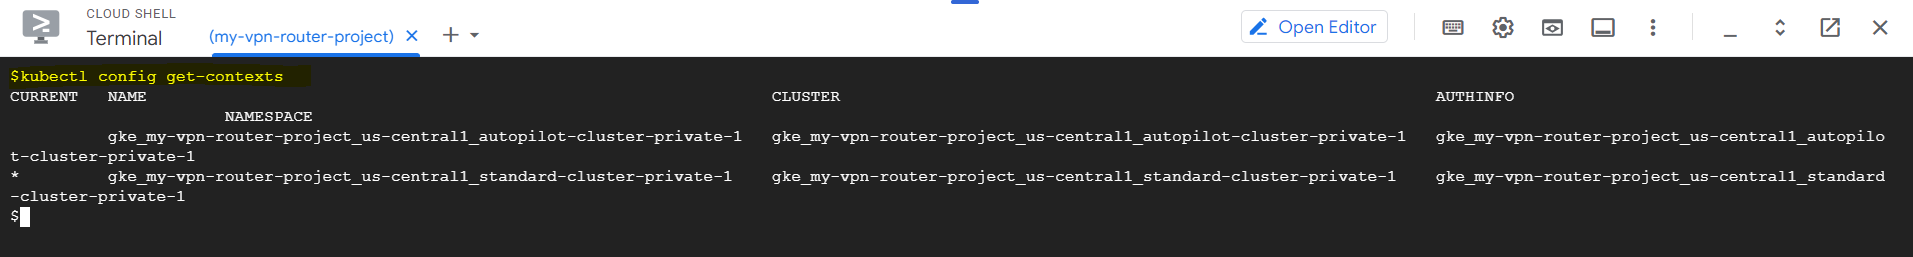 CLOUD SHELL
Terminal
(my-vpn-router-project)
Open Editor
$kubectl config get-contexts
CURRENT   NAME                                                                CLUSTER                                                             AUTHINFO
                      NAMESPACE
          gke_my-vpn-router-project_us-central1_autopilot-cluster-private-1   gke_my-vpn-router-project_us-central1_autopilot-cluster-private-1   gke_my-vpn-router-project_us-central1_autopilo
t-cluster-private-1
*         gke_my-vpn-router-project_us-central1_standard-cluster-private-1    gke_my-vpn-router-project_us-central1_standard-cluster-private-1    gke_my-vpn-router-project_us-central1_standard
-cluster-private-1
$